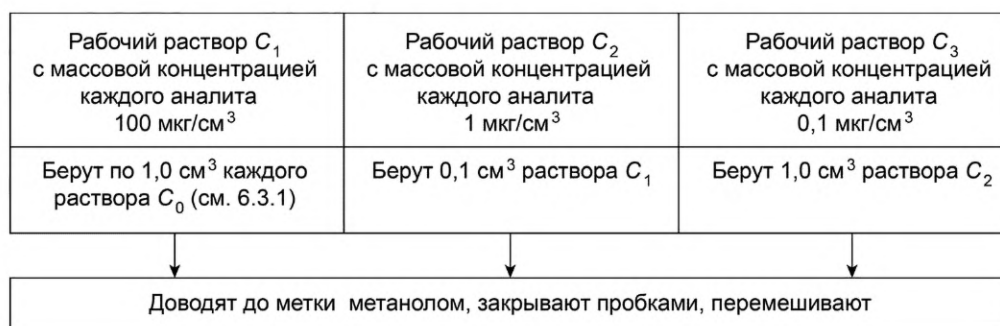 Рабочий раствор C1
с массовой концентрацией
каждого аналита
100 мкг/см³
Рабочий раствор C2
с массовой концентрацией
каждого аналита
1 мкг/см³
Рабочий раствор C3
с массовой концентрацией
каждого аналита
0,1 мкг/см³
Берут по 1,0 см³ каждого
раствора C0 (см. 6.3.1)
Берут 0,1 см³ раствора C1
Берут 1,0 см³ раствора C2
Доводят до метки метанолом, закрывают пробками, перемешивают